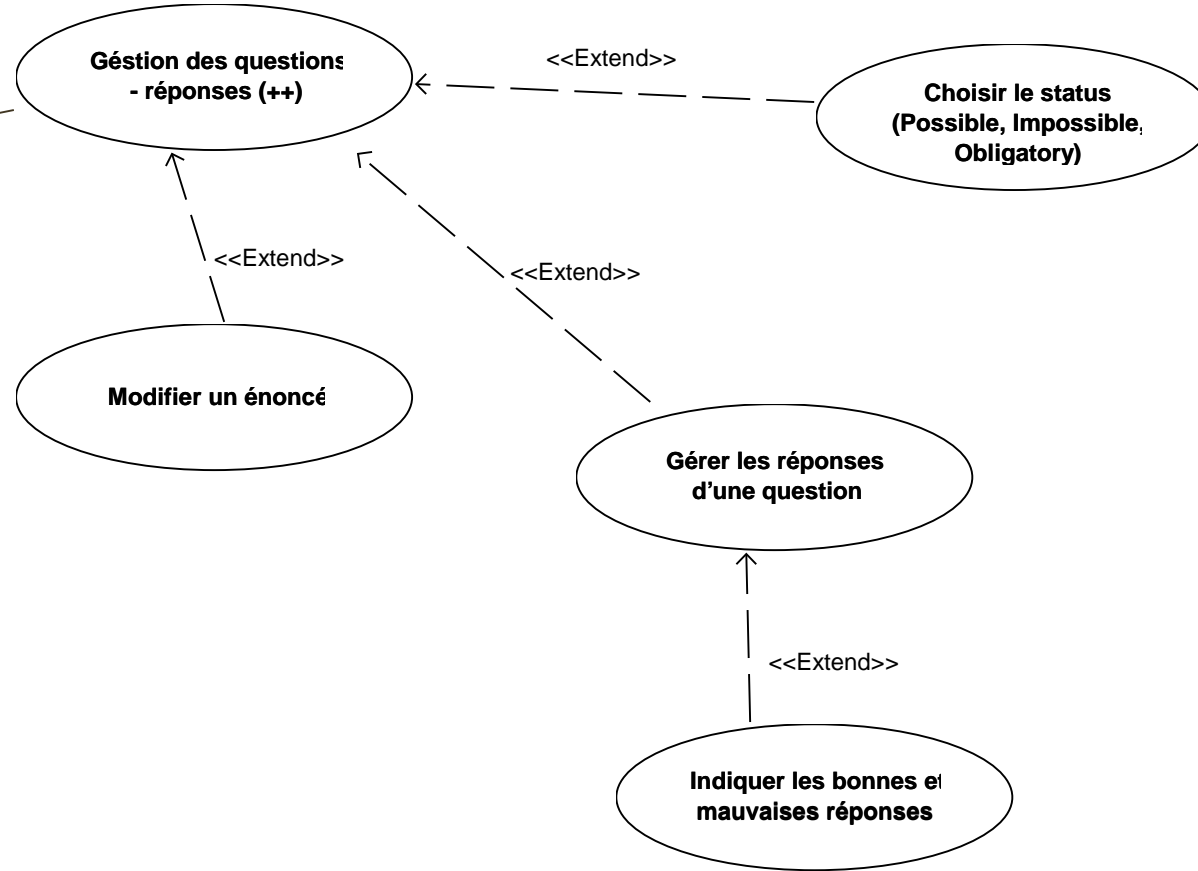 Géstion des questions
- réponses (++)
<<Extend>>
Choisir le status
(Possible, Impossible,
Obligatory)
<<Extend>>
<<Extend>>
Modifier un énoncé
Gérer les réponses
d'une question
<<Extend>>
Indiquer les bonnes et
mauvaises réponses